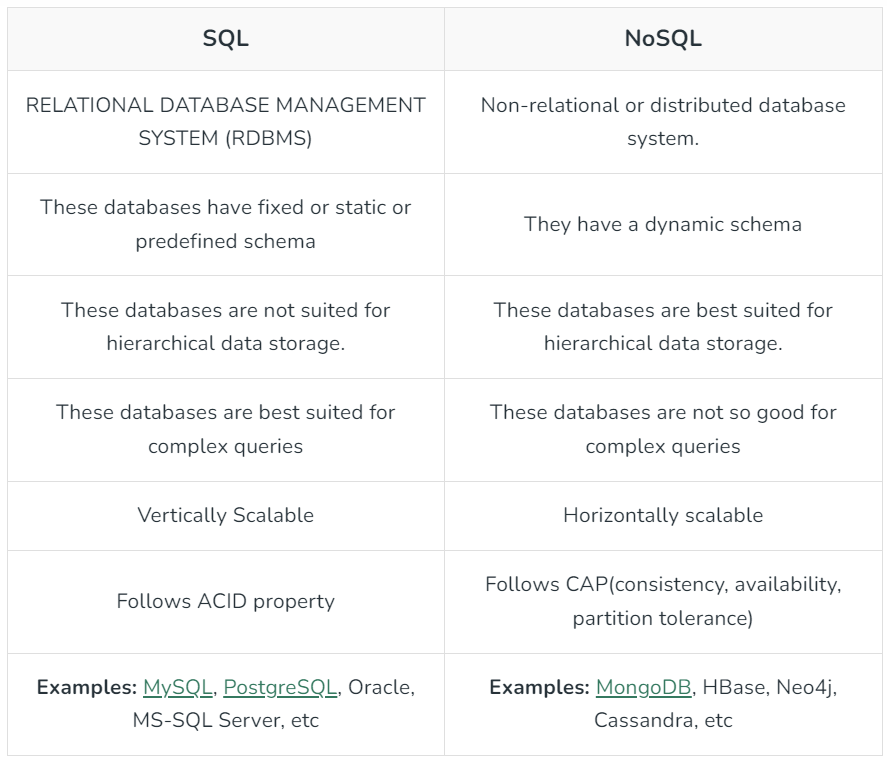 SQL
NoSQL
RELATIONAL DATABASE MANAGEMENT
SYSTEM (RDBMS)
Non-relational or distributed database
system.
These databases have fixed or static or
predefined schema
They have a dynamic schema
These databases are not suited for
hierarchical data storage.
These databases are best suited for
hierarchical data storage.
These databases are best suited for
complex queries
These databases are not so good for
complex queries
Vertically Scalable
Horizontally scalable
Follows ACID property
Follows CAP(consistency, availability,
partition tolerance)
Examples: MySQL, PostgreSQL, Oracle,
MS-SQL Server, etc
Examples: MongoDB, HBase, Neo4j,
Cassandra, etc